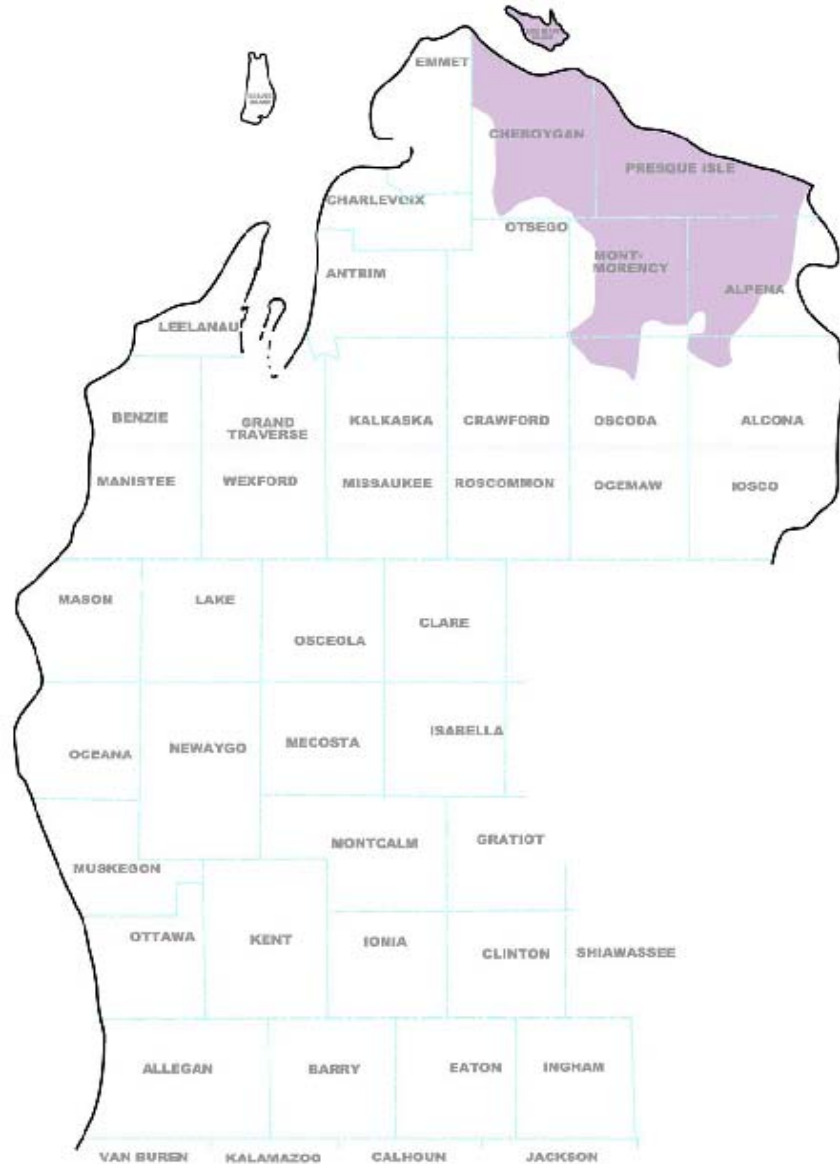 EMMET
CHEBOYGAN
PRESQUE ISLE
CHARLEVOIX
OTSEGO
ANTRIM
MONT-
MORENCY
ALPENA
LEELANAU
BENZIE
GRAND
TRAVERSE
KALKASKA
CRAWFORD
OSCODA
ALCONA
MANISTEE
WEXFORD
MISSAUKEE
ROSCOMMON
OGEMAW
IOSCO
MASON
LAKE
OSCEOLA
CLARE
OCEANA
NEWAYGO
MECOSTA
ISABELLA
MONTCALM
GRATIOT
MUSKEGON
OTTAWA
KENT
IONIA
CLINTON
SHIAWASSEE
ALLEGAN
BARRY
EATON
INGHAM
VAN BUREN
KALAMAZOO
CALHOUN
JACKSON